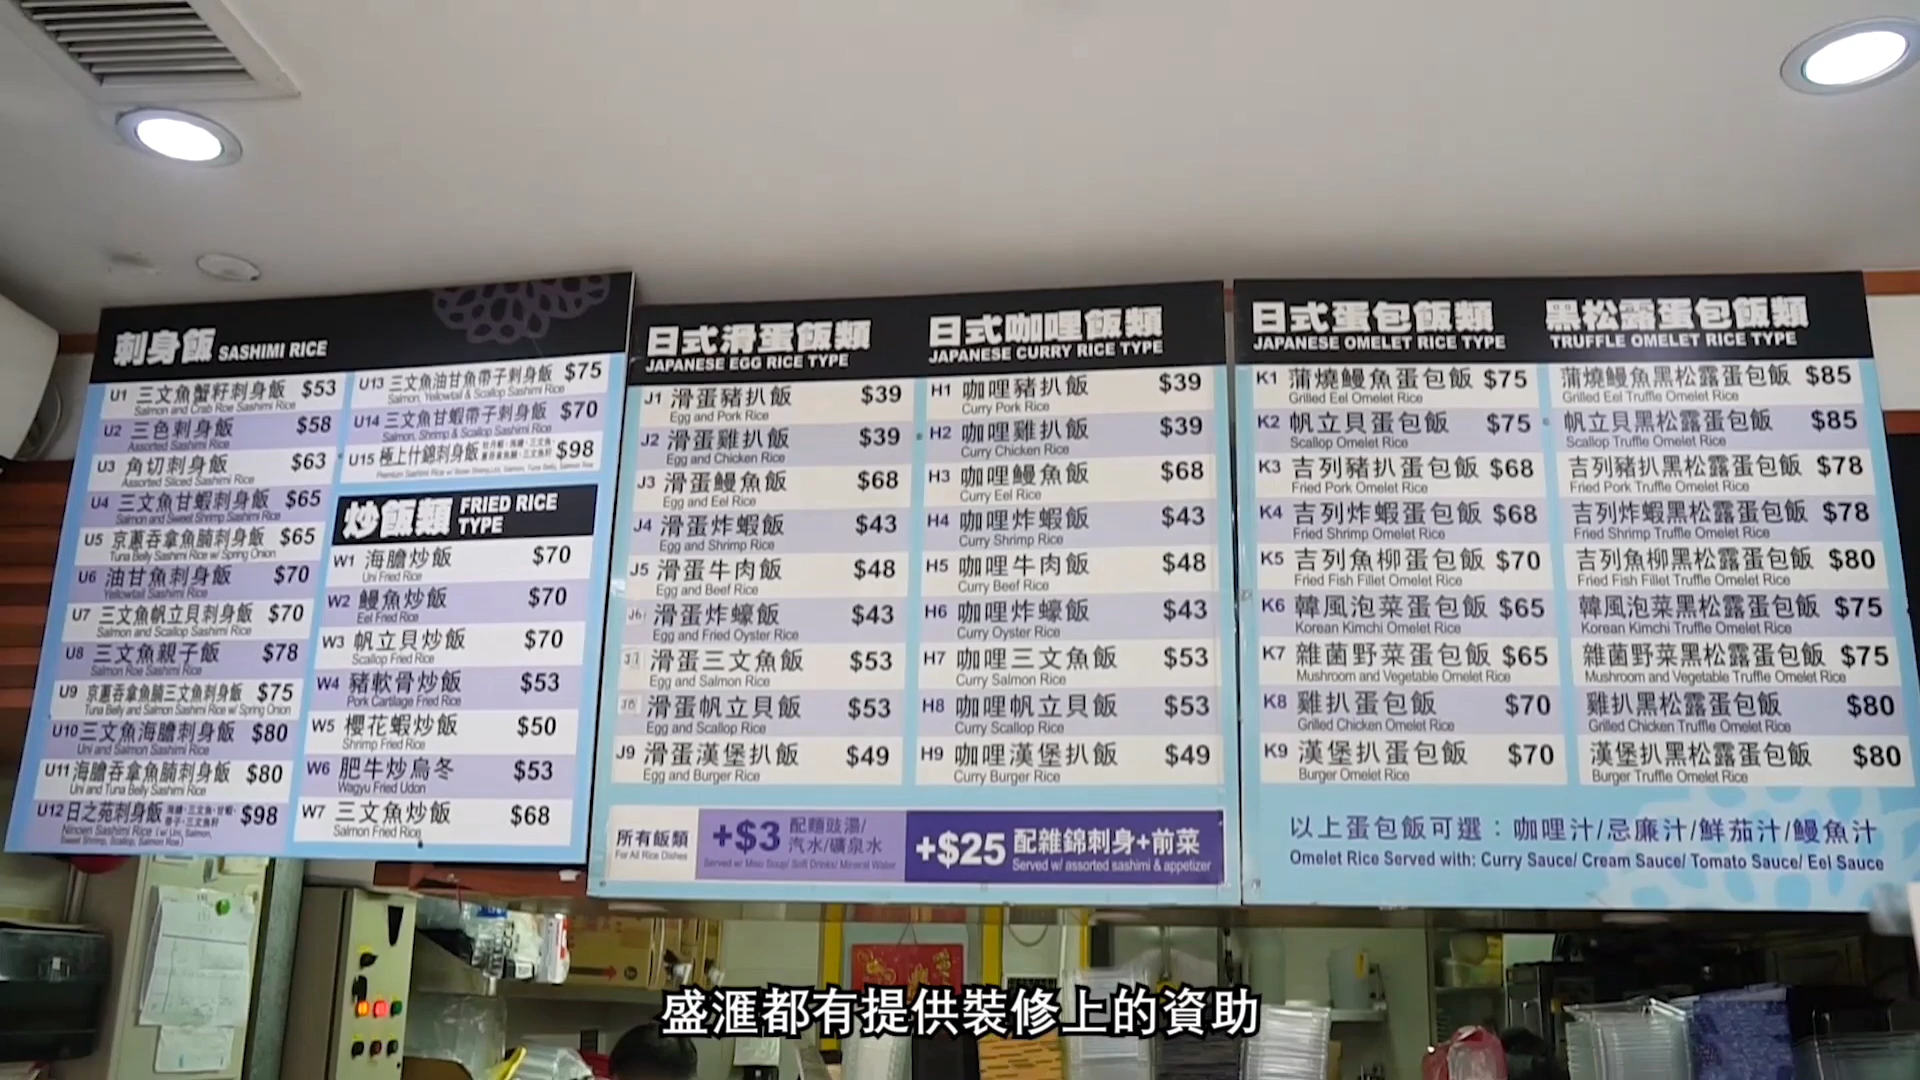 刺身飯 SASHIMI RICE
U1 三文魚蟹籽刺身飯 $53
Salmon and Crab Roe Sashimi Rice
U2 三色刺身飯 $58
Assorted Sashimi Rice
U3 角切刺身飯 $63
Assorted Sliced Sashimi Rice
U4 三文魚甘蝦刺身飯 $65
Salmon and Sweet Shrimp Sashimi Rice
U5 京蔥吞拿魚腩刺身飯 $65
Tuna Belly Sashimi Rice w/ Spring Onion
U6 油甘魚刺身飯 $70
Yellowtail Sashimi Rice
U7 三文魚帆立貝刺身飯 $70
Salmon and Scallop Sashimi Rice
U8 三文魚親子飯 $78
Salmon Roe Sashimi Rice
U9 京蔥吞拿魚腩三文魚刺身飯 $75
Tuna Belly and Salmon Sashimi Rice w/ Spring Onion
U10 三文魚海膽刺身飯 $80
Uni and Salmon Sashimi Rice
U11 海膽吞拿魚腩刺身飯 $80
Uni and Tuna Belly Sashimi Rice
U12 日之苑刺身飯 $98
U13 三文魚油甘魚帶子刺身飯 $75
Salmon, Yellowtail & Scallop Sashimi Rice
U14 三文魚甘蝦帶子刺身飯 $70
Salmon, Shrimp & Scallop Sashimi Rice
U15 極上什錦刺身飯 $98
炒飯類 FRIED RICE TYPE
W1 海膽炒飯 $70
Uni Fried Rice
W2 鰻魚炒飯 $70
Eel Fried Rice
W3 帆立貝炒飯 $70
Scallop Fried Rice
W4 豬軟骨炒飯 $53
Pork Cartilage Fried Rice
W5 櫻花蝦炒飯 $50
Shrimp Fried Rice
W6 肥牛炒烏冬 $53
Wagyu Fried Udon
W7 三文魚炒飯 $68
Salmon Fried Rice
日式滑蛋飯類
JAPANESE EGG RICE TYPE
J1 滑蛋豬扒飯 $39
Egg and Pork Rice
J2 滑蛋雞扒飯 $39
Egg and Chicken Rice
J3 滑蛋鰻魚飯 $68
Egg and Eel Rice
J4 滑蛋炸蝦飯 $43
Egg and Shrimp Rice
J5 滑蛋牛肉飯 $48
Egg and Beef Rice
J6 滑蛋炸蠔飯 $43
Egg and Fried Oyster Rice
滑蛋三文魚飯 $53
Egg and Salmon Rice
滑蛋帆立貝飯 $53
Egg and Scallop Rice
J9 滑蛋漢堡扒飯 $49
Egg and Burger Rice
日式咖哩飯類
JAPANESE CURRY RICE TYPE
H1 咖哩豬扒飯 $39
Curry Pork Rice
H2 咖哩雞扒飯 $39
Curry Chicken Rice
H3 咖哩鰻魚飯 $68
Curry Eel Rice
H4 咖哩炸蝦飯 $43
Curry Shrimp Rice
H5 咖哩牛肉飯 $48
Curry Beef Rice
H6 咖哩炸蠔飯 $43
Curry Oyster Rice
H7 咖哩三文魚飯 $53
Curry Salmon Rice
H8 咖哩帆立貝飯 $53
Curry Scallop Rice
H9 咖哩漢堡扒飯 $49
Curry Burger Rice
所有飯類
For All Rice Dishes
+$3 配麵豉湯/汽水/礦泉水
Served w/ Miso Soup/ Soft Drinks/ Mineral Water
+$25 配雜錦刺身+前菜
Served w/ assorted sashimi & appetizer
日式蛋包飯類
JAPANESE OMELET RICE TYPE
黑松露蛋包飯類
TRUFFLE OMELET RICE TYPE
K1 蒲燒鰻魚蛋包飯 $75 蒲燒鰻魚黑松露蛋包飯 $85
Grilled Eel Omelet Rice Grilled Eel Truffle Omelet Rice
K2 帆立貝蛋包飯 $75 帆立貝黑松露蛋包飯 $85
Scallop Omelet Rice Scallop Truffle Omelet Rice
K3 吉列豬扒蛋包飯 $68 吉列豬扒黑松露蛋包飯 $78
Fried Pork Omelet Rice Fried Pork Truffle Omelet Rice
K4 吉列炸蝦蛋包飯 $68 吉列炸蝦黑松露蛋包飯 $78
Fried Shrimp Omelet Rice Fried Shrimp Truffle Omelet Rice
K5 吉列魚柳蛋包飯 $70 吉列魚柳黑松露蛋包飯 $80
Fried Fish Fillet Omelet Rice Fried Fish Fillet Truffle Omelet Rice
K6 韓風泡菜蛋包飯 $65 韓風泡菜黑松露蛋包飯 $75
Korean Kimchi Omelet Rice Korean Kimchi Truffle Omelet Rice
K7 雜菌野菜蛋包飯 $65 雜菌野菜黑松露蛋包飯 $75
Mushroom and Vegetable Omelet Rice Mushroom and Vegetable Truffle Omelet Rice
K8 雞扒蛋包飯 $70 雞扒黑松露蛋包飯 $80
Grilled Chicken Omelet Rice Grilled Chicken Truffle Omelet Rice
K9 漢堡扒蛋包飯 $70 漢堡扒黑松露蛋包飯 $80
Burger Omelet Rice Burger Truffle Omelet Rice
以上蛋包飯可選：咖哩汁/忌廉汁/鮮茄汁/鰻魚汁
Omelet Rice Served with: Curry Sauce/ Cream Sauce/ Tomato Sauce/ Eel Sauce
盛滙都有提供裝修上的資助